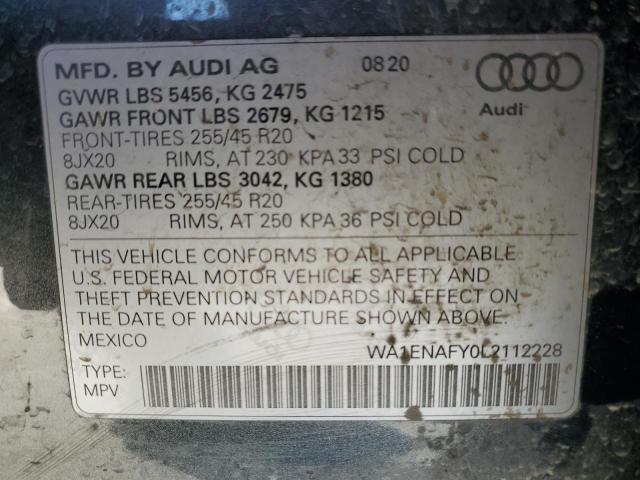 MFD. BY AUDI AG 08 20
GVWR LBS 5456, KG 2475
GAWR FRONT LBS 2679, KG 1215
Audi
FRONT-TIRES 255/45 R20
8JX20 RIMS, AT 230 KPA 33 PSI COLD
GAWR REAR LBS 3042, KG 1380
REAR-TIRES 255/45 R20
8JX20 RIMS, AT 250 KPA 36 PSI COLD
THIS VEHICLE CONFORMS TO ALL APPLICABLE
U.S. FEDERAL MOTOR VEHICLE SAFETY AND
THEFT PREVENTION STANDARDS IN EFFECT ON
THE DATE OF MANUFACTURE SHOWN ABOVE.
MEXICO WA1ENAFY0L2112228
TYPE:
MPV